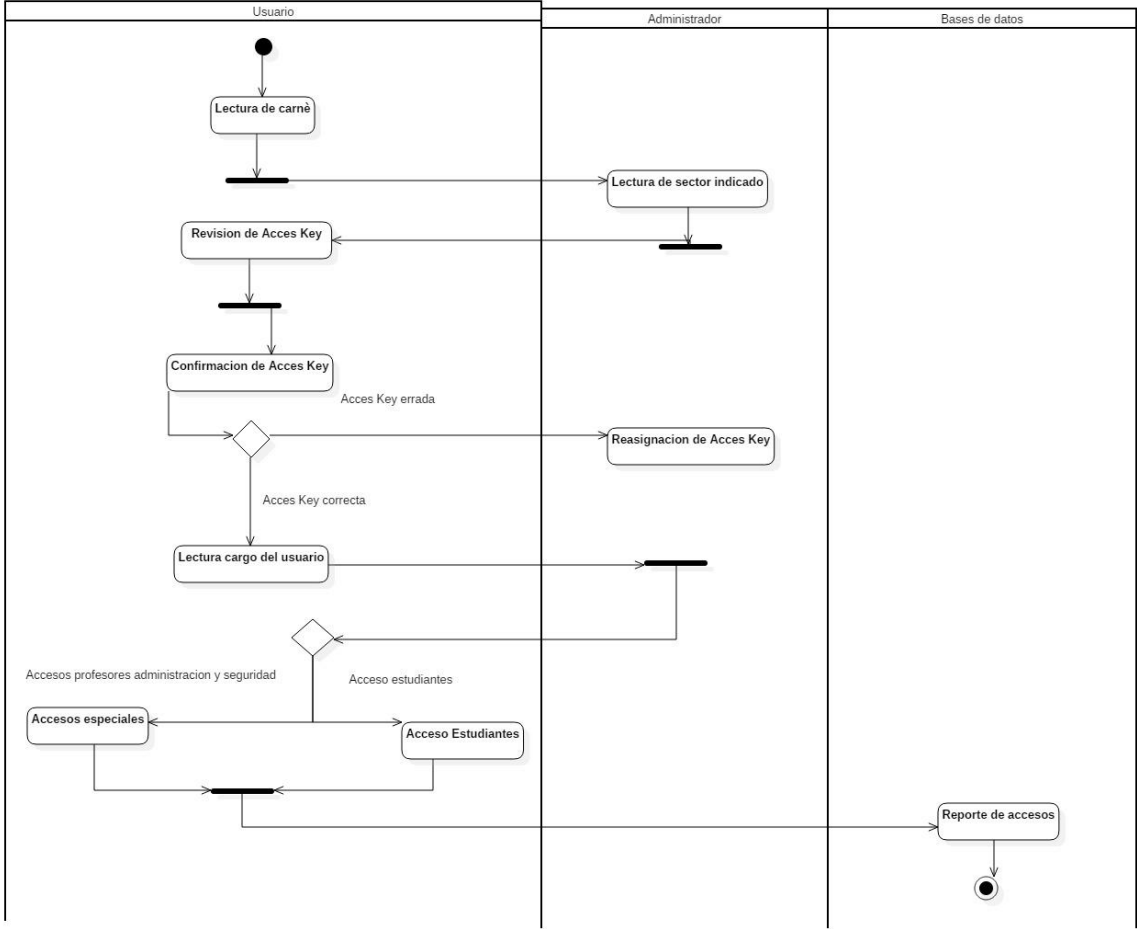 Usuario
Administrador
Bases de datos
Lectura de carnè
Lectura de sector indicado
Revision de Acces Key
Confirmacion de Acces Key
Acces Key errada
Reasignacion de Acces Key
Acces Key correcta
Lectura cargo del usuario
Accesos profesores administracion y seguridad
Acceso estudiantes
Accesos especiales
Acceso Estudiantes
Reporte de accesos